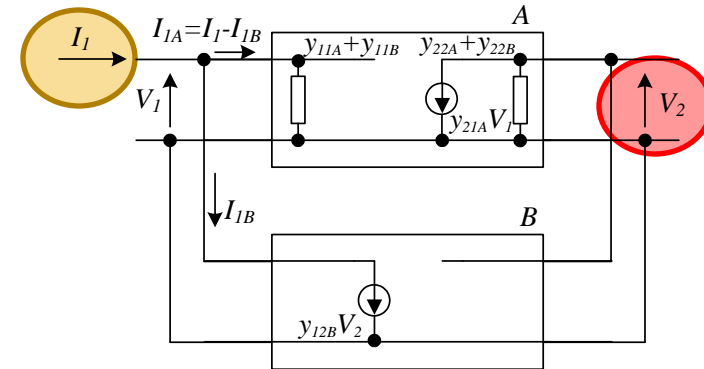 I₁
I₁A=I₁-I₁B
A
y₁₁A+y₁₁B
y₂₂A+y₂₂B
V₁
y₂₁AV₁
V₂
I₁B
B
y₁₂BV₂